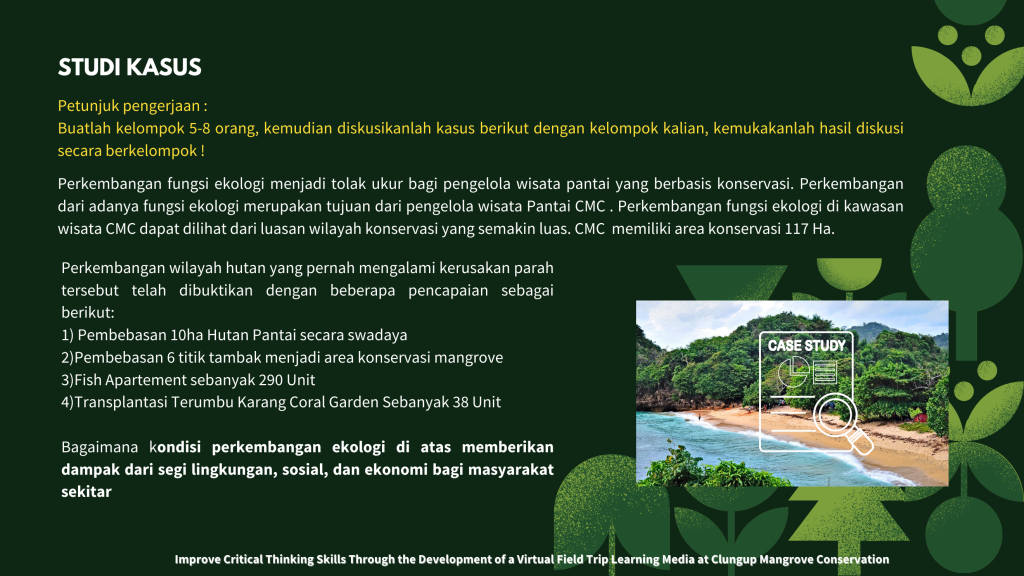 STUDI KASUS
Petunjuk pengerjaan :
Buatlah kelompok 5-8 orang, kemudian diskusikanlah kasus berikut dengan kelompok kalian, kemukakanlah hasil diskusi
secara berkelompok !
Perkembangan fungsi ekologi menjadi tolak ukur bagi pengelola wisata pantai yang berbasis konservasi. Perkembangan
dari adanya fungsi ekologi merupakan tujuan dari pengelola wisata Pantai CMC . Perkembangan fungsi ekologi di kawasan
wisata CMC dapat dilihat dari luasan wilayah konservasi yang semakin luas. CMC memiliki area konservasi 117 Ha.
Perkembangan wilayah hutan yang pernah mengalami kerusakan parah
tersebut telah dibuktikan dengan beberapa pencapaian sebagai
berikut:
1) Pembebasan 10ha Hutan Pantai secara swadaya
2)Pembebasan 6 titik tambak menjadi area konservasi mangrove
3)Fish Apartement sebanyak 290 Unit
4)Transplantasi Terumbu Karang Coral Garden Sebanyak 38 Unit
Bagaimana kondisi perkembangan ekologi di atas memberikan
dampak dari segi lingkungan, sosial, dan ekonomi bagi masyarakat
sekitar
CASE STUDY
Improve Critical Thinking Skills Through the Development of a Virtual Field Trip Learning Media at Clungup Mangrove Conservation